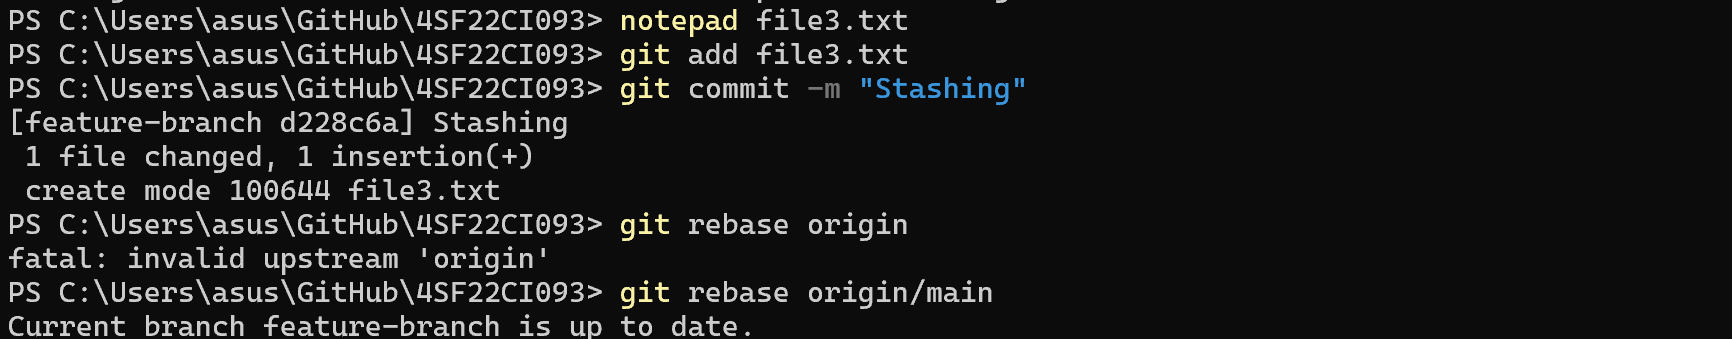 PS C:\Users\asus\GitHub\4SF22CI093> notepad file3.txt
PS C:\Users\asus\GitHub\4SF22CI093> git add file3.txt
PS C:\Users\asus\GitHub\4SF22CI093> git commit -m "Stashing"
[feature-branch d228c6a] Stashing
 1 file changed, 1 insertion(+)
 create mode 100644 file3.txt
PS C:\Users\asus\GitHub\4SF22CI093> git rebase origin
fatal: invalid upstream 'origin'
PS C:\Users\asus\GitHub\4SF22CI093> git rebase origin/main
Current branch feature-branch is up to date.